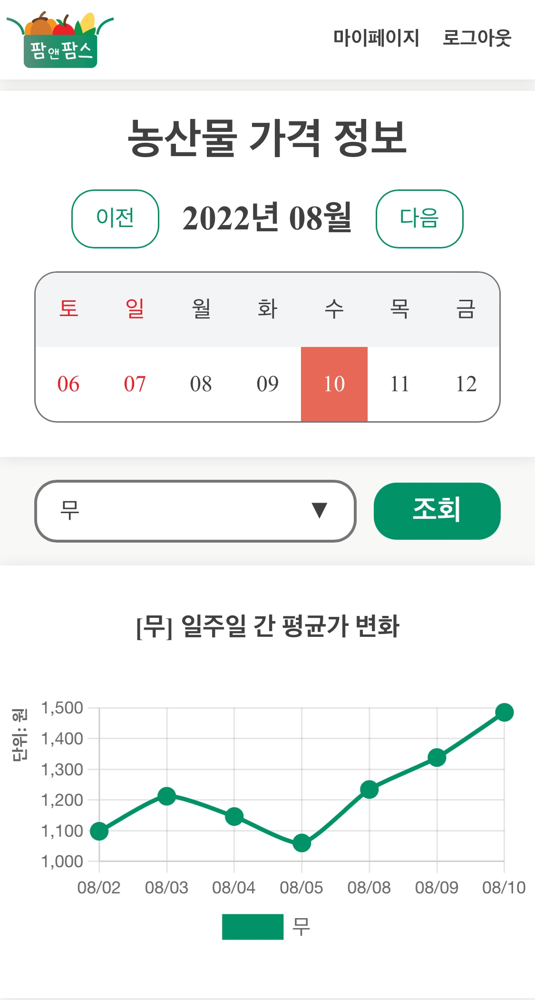 팜앤팜스
마이페이지 로그아웃
농산물 가격 정보
이전 2022년 08월 다음
토 일 월 화 수 목 금
06 07 08 09 10 11 12
무 ▼ 조회
[무] 일주일 간 평균가 변화
단위: 원
1,500
1,400
1,300
1,200
1,100
1,000
08/02 08/03 08/04 08/05 08/08 08/09 08/10
무